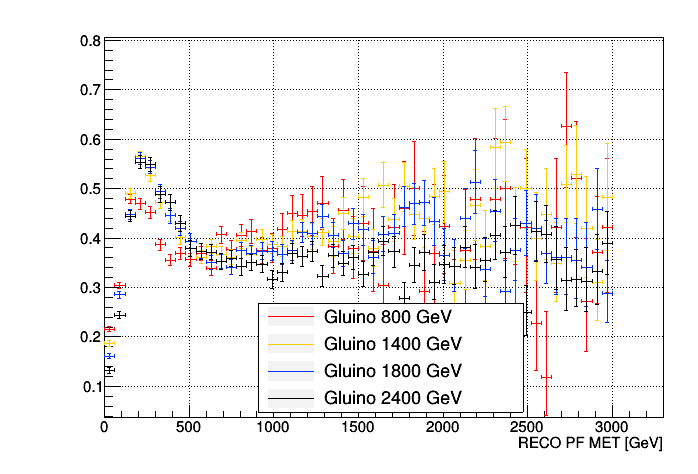 0.8
0.7
0.6
0.5
0.4
0.3
0.2
0.1
Gluino 800 GeV
Gluino 1400 GeV
Gluino 1800 GeV
Gluino 2400 GeV
0 500 1000 1500 2000 2500 3000
RECO PF MET [GeV]